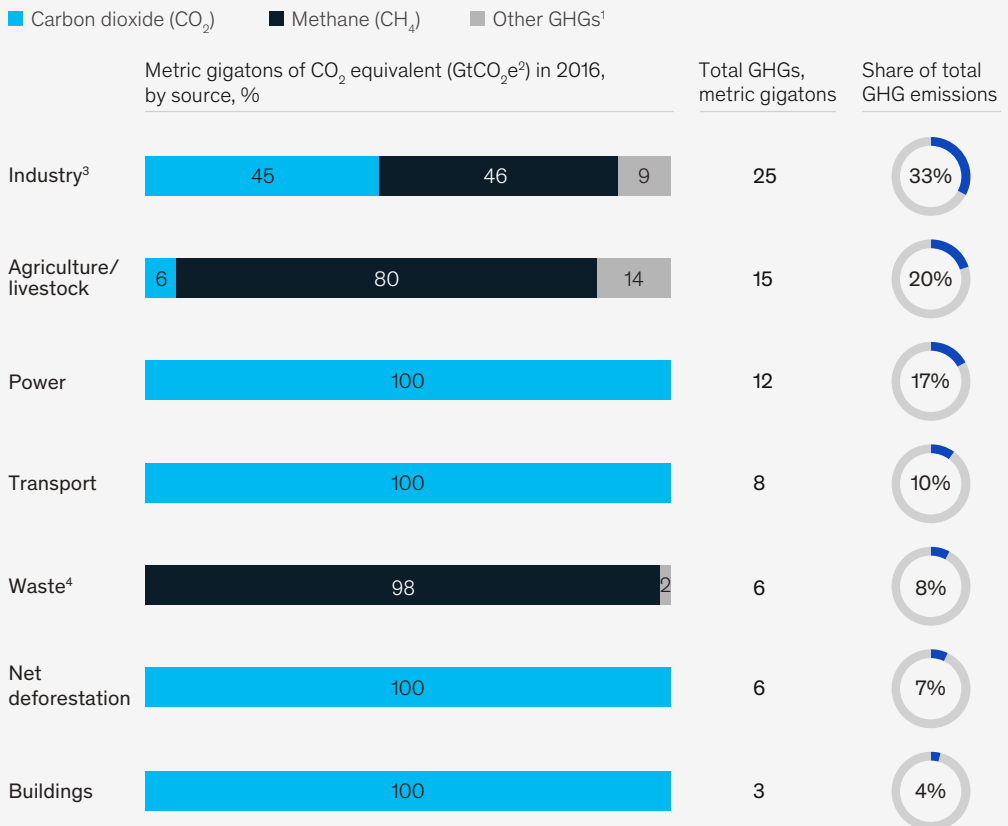 Carbon dioxide (CO₂) Methane (CH₄) Other GHGs¹
Metric gigatons of CO₂ equivalent (GtCO₂e²) in 2016,
by source, %
Total GHGs,
metric gigatons
Share of total
GHG emissions
Industry³ 45 46 9 25 33%
Agriculture/
livestock
6 80 14 15 20%
Power 100 12 17%
Transport 100 8 10%
Waste⁴ 98 2 6 8%
Net
deforestation
100 6 7%
Buildings 100 3 4%